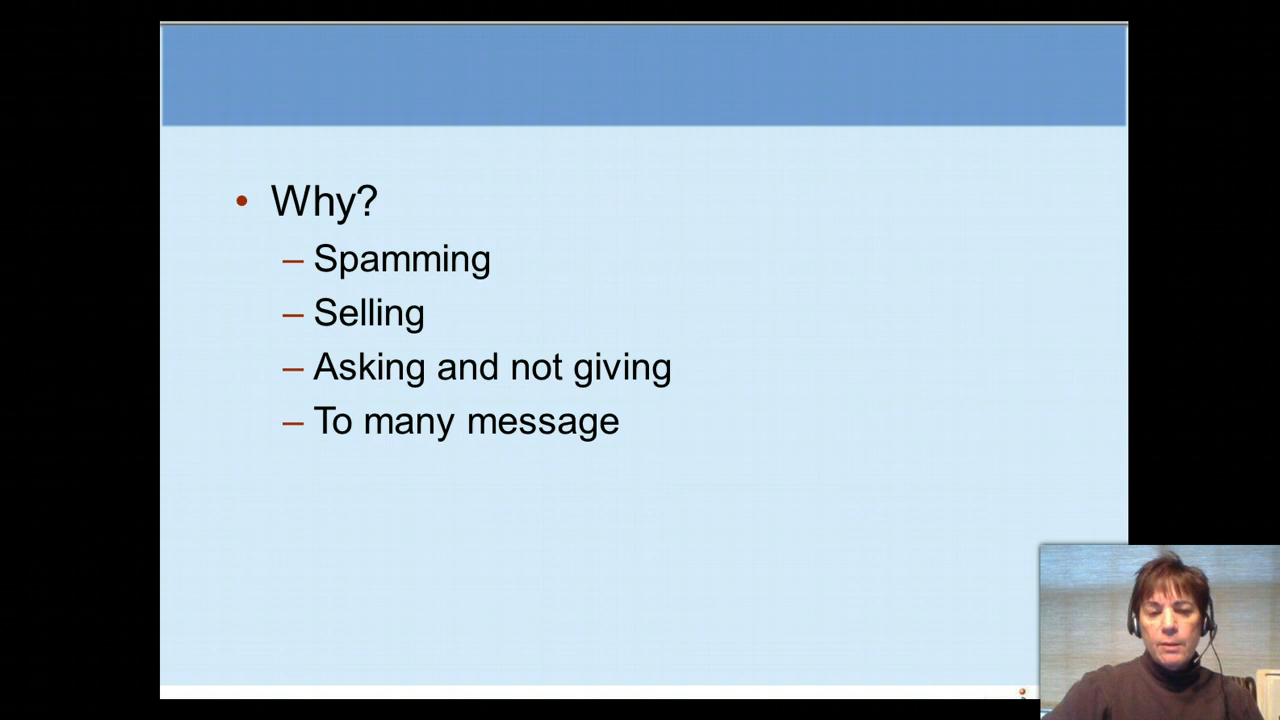 • Why?
– Spamming
– Selling
– Asking and not giving
– To many message